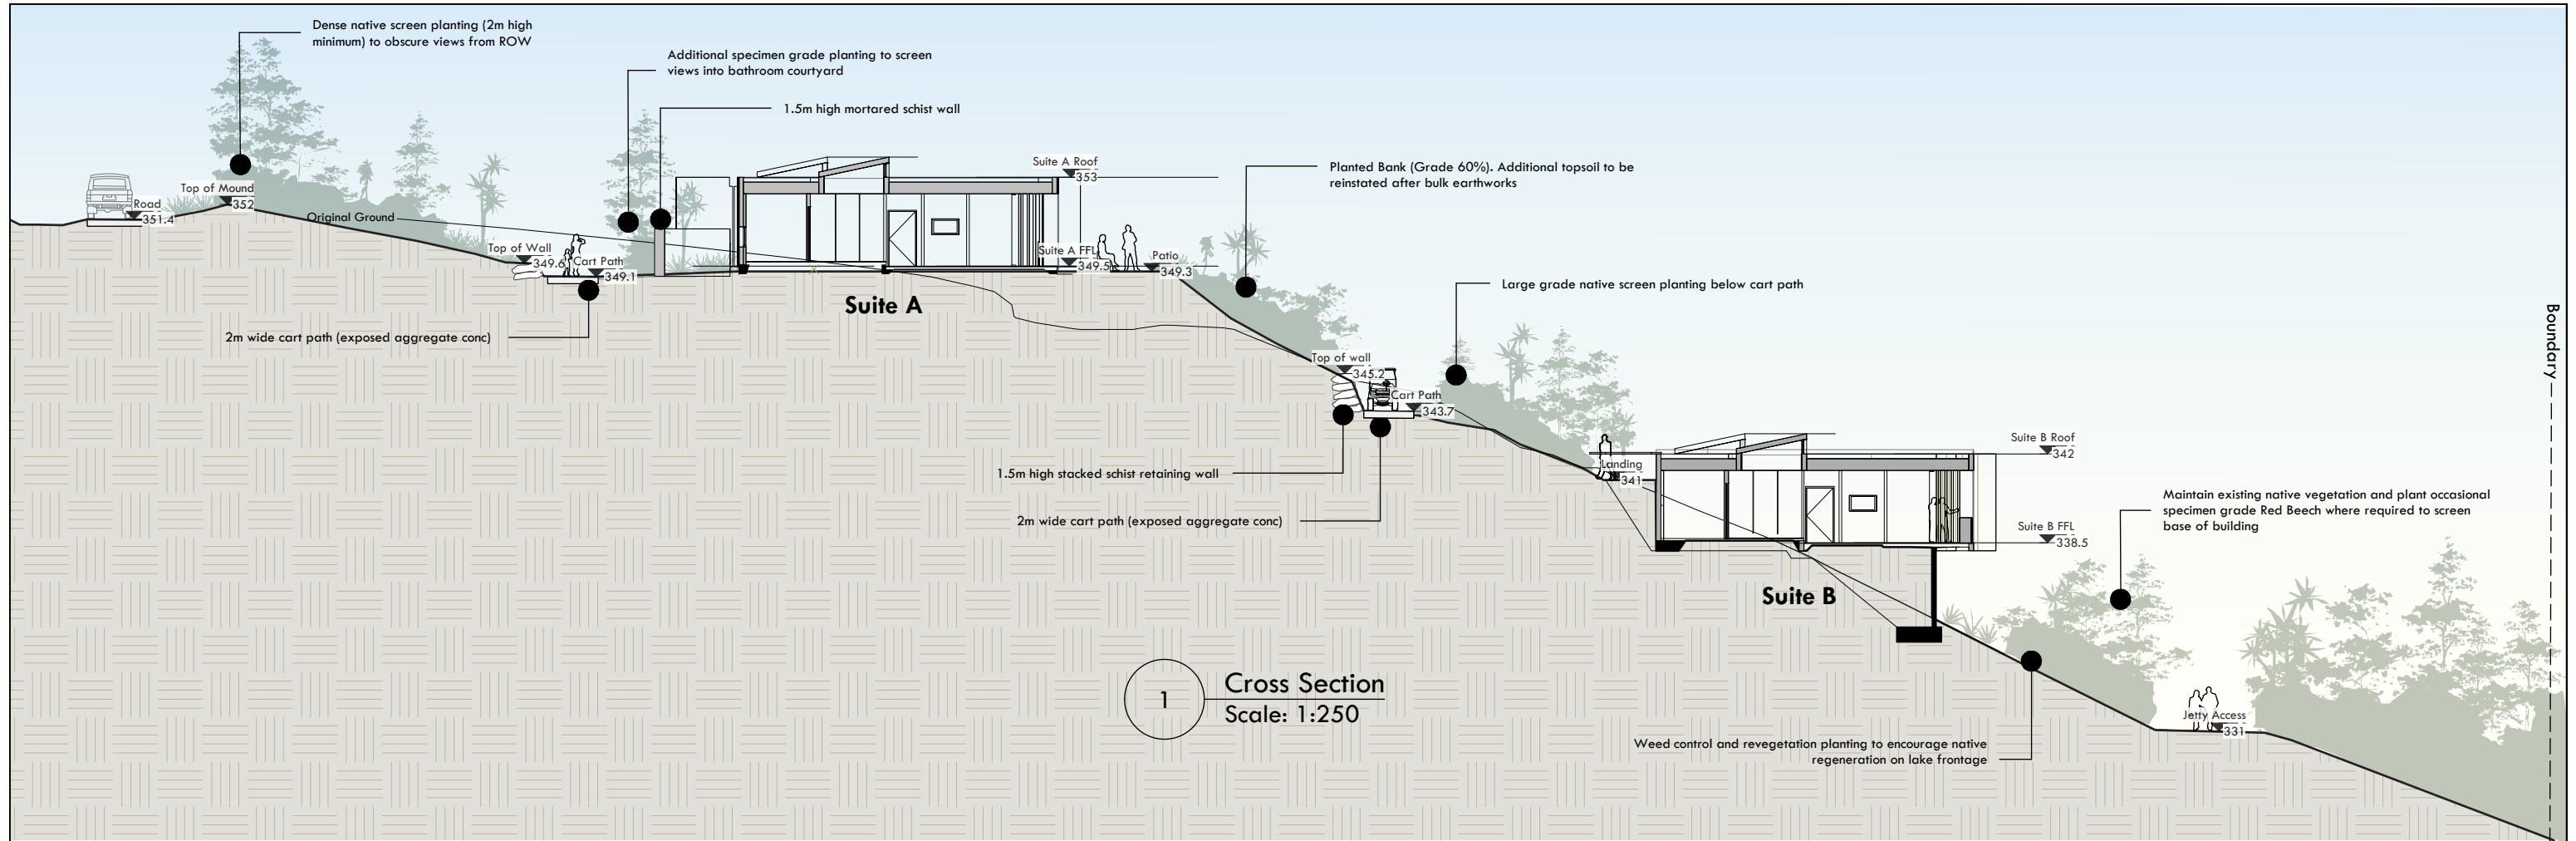 Dense native screen planting (2m high
minimum) to obscure views from ROW
Additional specimen grade planting to screen
views into bathroom courtyard
1.5m high mortared schist wall
Suite A Roof
353
Planted Bank (Grade 60%). Additional topsoil to be
reinstated after bulk earthworks
Top of Mound
352
Road
351.4
Original Ground
Top of Wall
349.6
Cart Path
349.1
Suite A FFL
349.5
Patio
349.3
Suite A
2m wide cart path (exposed aggregate conc)
Large grade native screen planting below cart path
Boundary
Top of wall
345.2
Cart Path
343.7
1.5m high stacked schist retaining wall
2m wide cart path (exposed aggregate conc)
Landing
341
Suite B Roof
342
Suite B FFL
338.5
Maintain existing native vegetation and plant occasional
specimen grade Red Beech where required to screen
base of building
Suite B
1
Cross Section
Scale: 1:250
Jetty Access
331
Weed control and revegetation planting to encourage native
regeneration on lake frontage